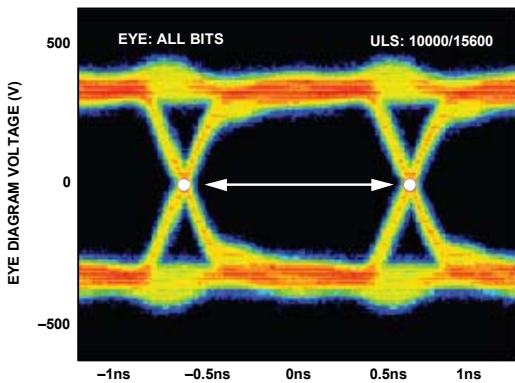 EYE: ALL BITS
ULS: 10000/15600
EYE DIAGRAM VOLTAGE (V)
500
0
–500
–1ns
–0.5ns
0ns
0.5ns
1ns